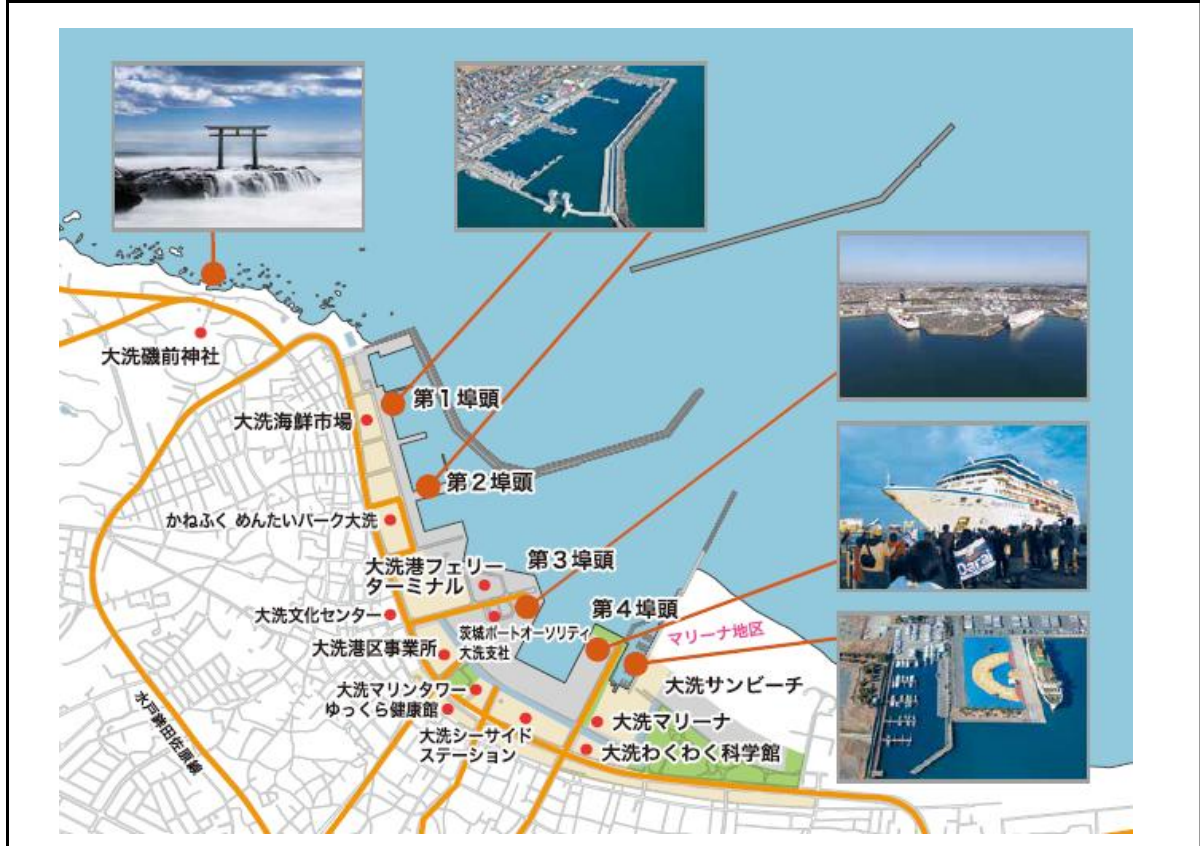 大洗磯前神社
第1埠頭
大洗海鮮市場
第2埠頭
かねふく めんたいパーク大洗
大洗港フェリー
ターミナル
第3埠頭
大洗文化センター
茨城ポートオーソリティ
大洗支社
第4埠頭
マリーナ地区
大洗港区事業所
大洗サンビーチ
大洗マリンタワー
ゆっくら健康館
大洗シーサイド
ステーション
大洗マリーナ
大洗わくわく科学館
水戸鉾田佐原線
Oarai